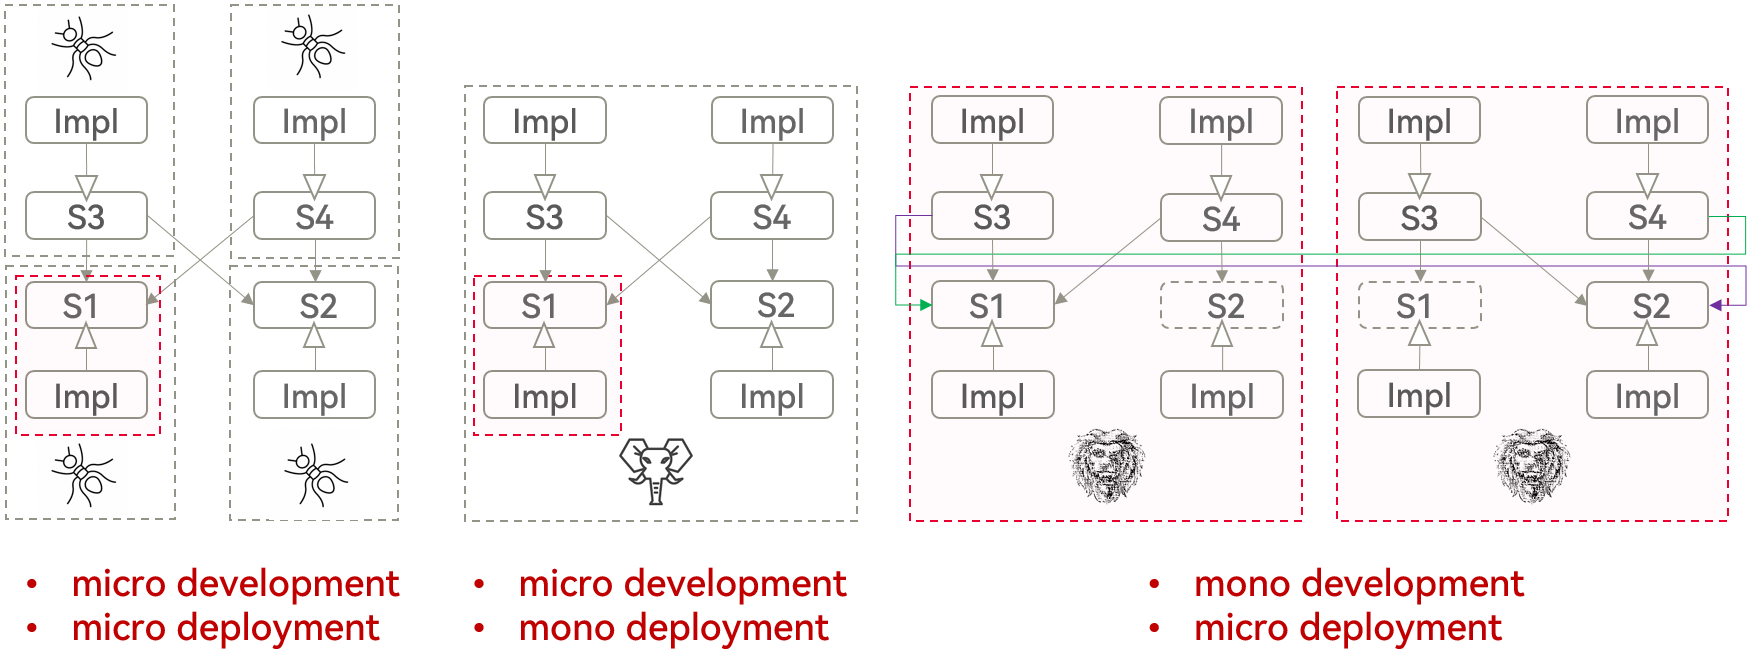 Impl Impl Impl Impl Impl Impl Impl Impl
S3 S4 S3 S4 S3 S4 S3 S4
S1 S2 S1 S2 S1 S2 S1 S2
Impl Impl Impl Impl Impl Impl Impl Impl
• micro development
• micro deployment
• micro development
• mono deployment
• mono development
• micro deployment